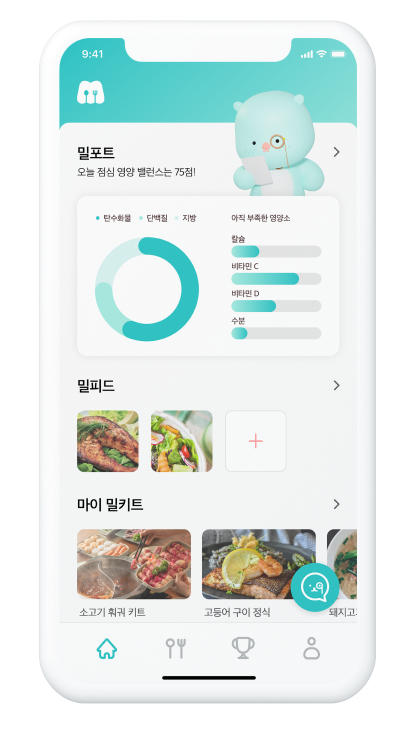 9:41
밀포트
오늘 점심 영양 밸런스는 75점!
탄수화물 단백질 지방
아직 부족한 영양소
칼슘
비타민 C
비타민 D
수분
밀피드
마이 밀키트
소고기 훠궈 키트
고등어 구이 정식
돼지고